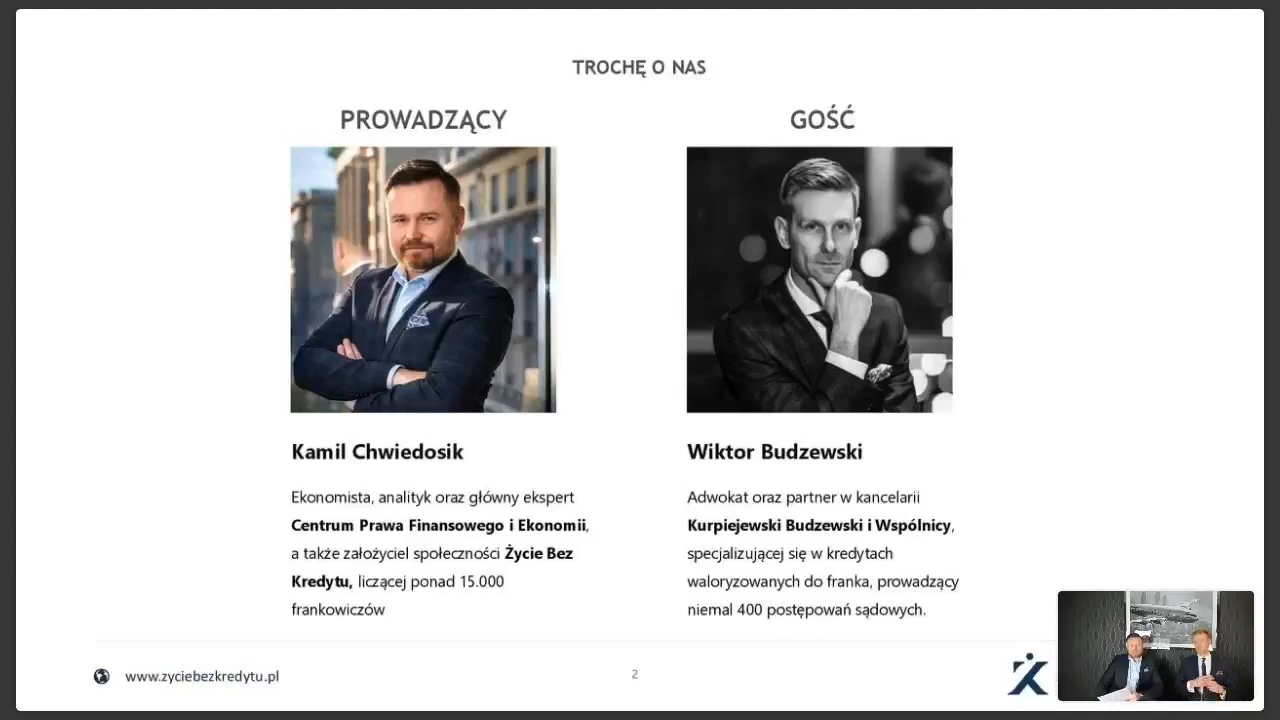 TROCHĘ O NAS
PROWADZĄCY
GOŚĆ
Kamil Chwiedosik
Ekonomista, analityk oraz główny ekspert
Centrum Prawa Finansowego i Ekonomii,
a także założyciel społeczności Życie Bez
Kredytu, liczącej ponad 15.000
frankowiczów
Wiktor Budzewski
Adwokat oraz partner w kancelarii
Kurpiejewski Budzewski i Wspólnicy,
specjalizującej się w kredytach
waloryzowanych do franka, prowadzący
niemal 400 postępowań sądowych.
www.zyciebezkredytu.pl
2